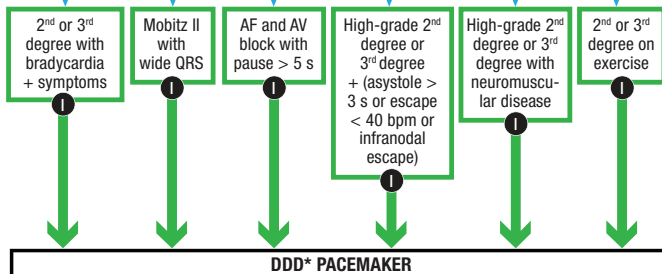 2nd or 3rd
degree with
bradycardia
+ symptoms
I
Mobitz II
with
wide QRS
I
AF and AV
block with
pause > 5 s
I
High-grade 2nd
degree or
3rd degree
+ (asystole >
3 s or escape
< 40 bpm or
infranodal
escape)
I
High-grade 2nd
degree or 3rd
degree with
neuromuscu-
lar disease
I
2nd or 3rd
degree on
exercise
I
DDD* PACEMAKER